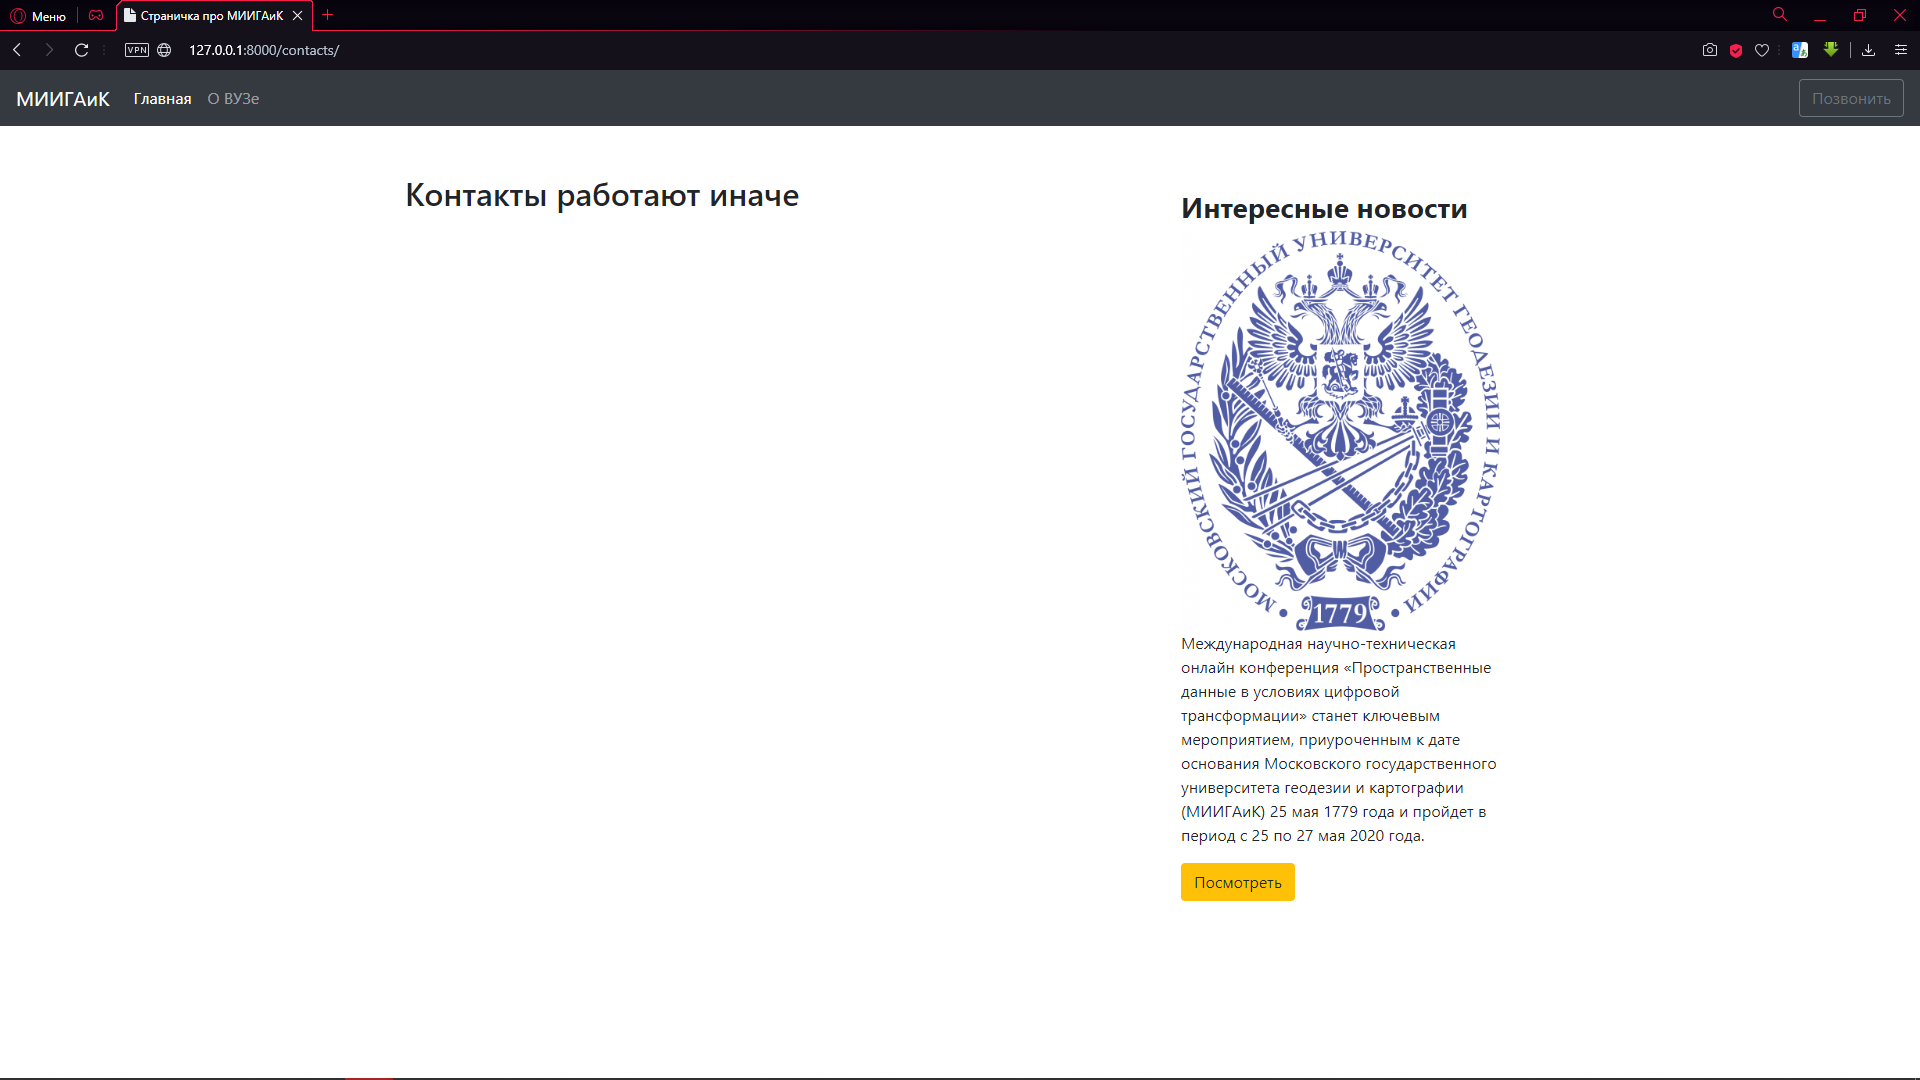 Меню
Страничка про МИИГАиК
VPN
127.0.0.1:8000/contacts/
МИИГАиК Главная О ВУЗе Позвонить
Контакты работают иначе
Интересные новости
МОСКОВСКИЙ ГОСУДАРСТВЕННЫЙ УНИВЕРСИТЕТ ГЕОДЕЗИИ И КАРТОГРАФИИ
1779
Международная научно-техническая
онлайн конференция «Пространственные
данные в условиях цифровой
трансформации» станет ключевым
мероприятием, приуроченным к дате
основания Московского государственного
университета геодезии и картографии
(МИИГАиК) 25 мая 1779 года и пройдет в
период с 25 по 27 мая 2020 года.
Посмотреть